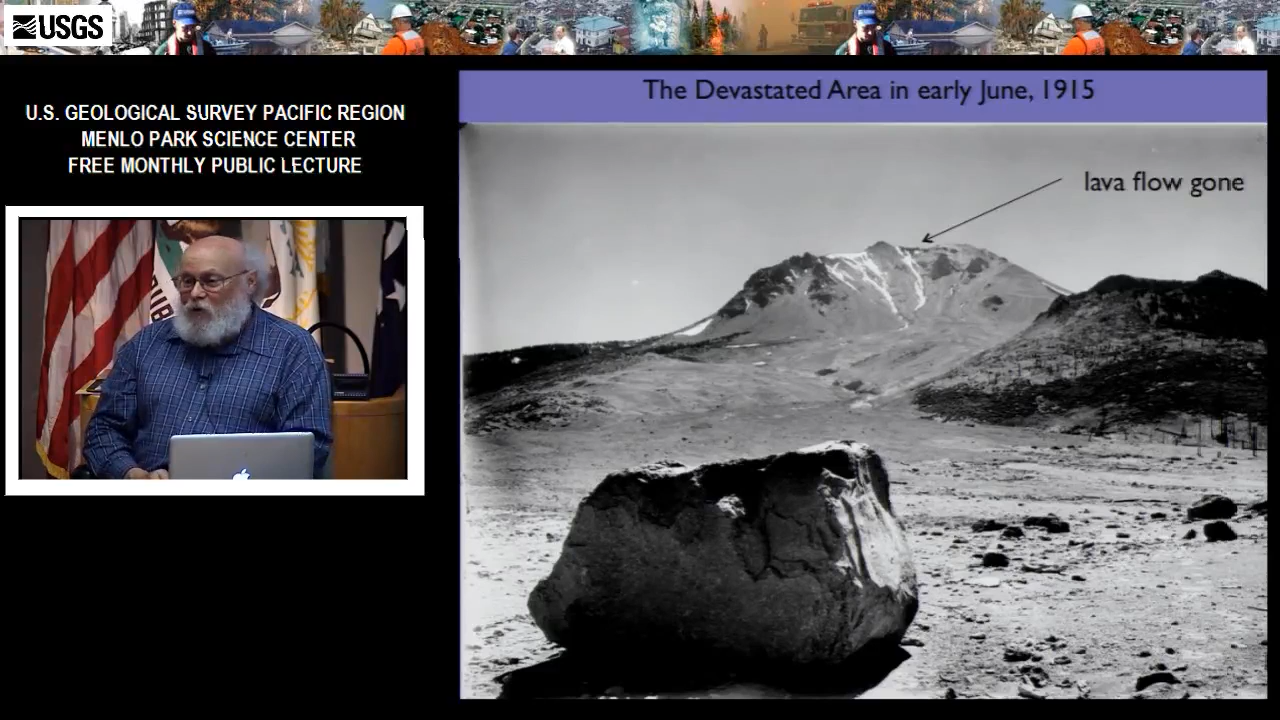 USGS
U.S. GEOLOGICAL SURVEY PACIFIC REGION
MENLO PARK SCIENCE CENTER
FREE MONTHLY PUBLIC LECTURE
The Devastated Area in early June, 1915
lava flow gone